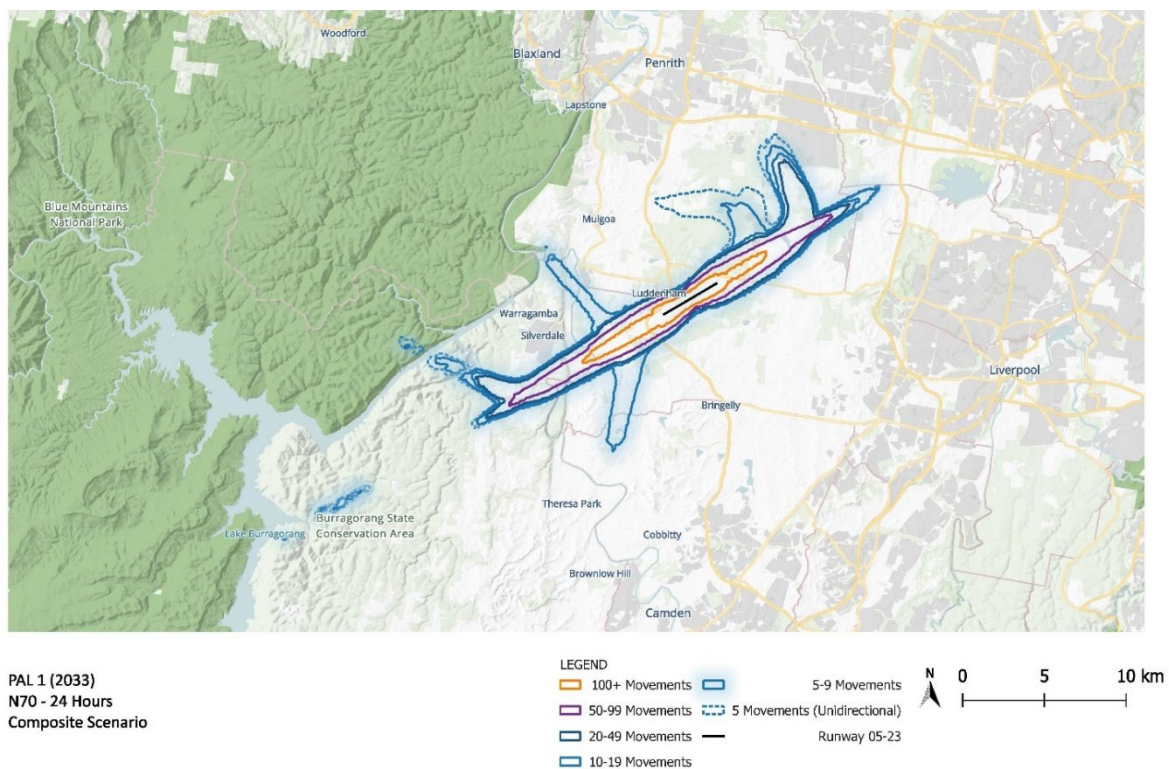 Woodford
Blaxland
Penrith
Lapstone
Blue Mountains
National Park
Mulgoa
Luddenham
Warragamba
Silverdale
Liverpool
Bringelly
Theresa Park
Burragorang State
Conservation Area
Lake Burragorang
Cobbitty
Brownlow Hill
Camden
PAL 1 (2033)
N70 - 24 Hours
Composite Scenario
LEGEND
100+ Movements
50-99 Movements
20-49 Movements
10-19 Movements
5-9 Movements
5 Movements (Unidirectional)
Runway 05-23
N
0 5 10 km